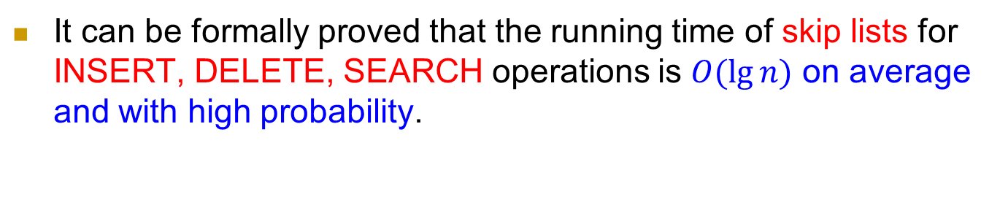 It can be formally proved that the running time of skip lists for
INSERT, DELETE, SEARCH operations is O(lg n) on average
and with high probability.